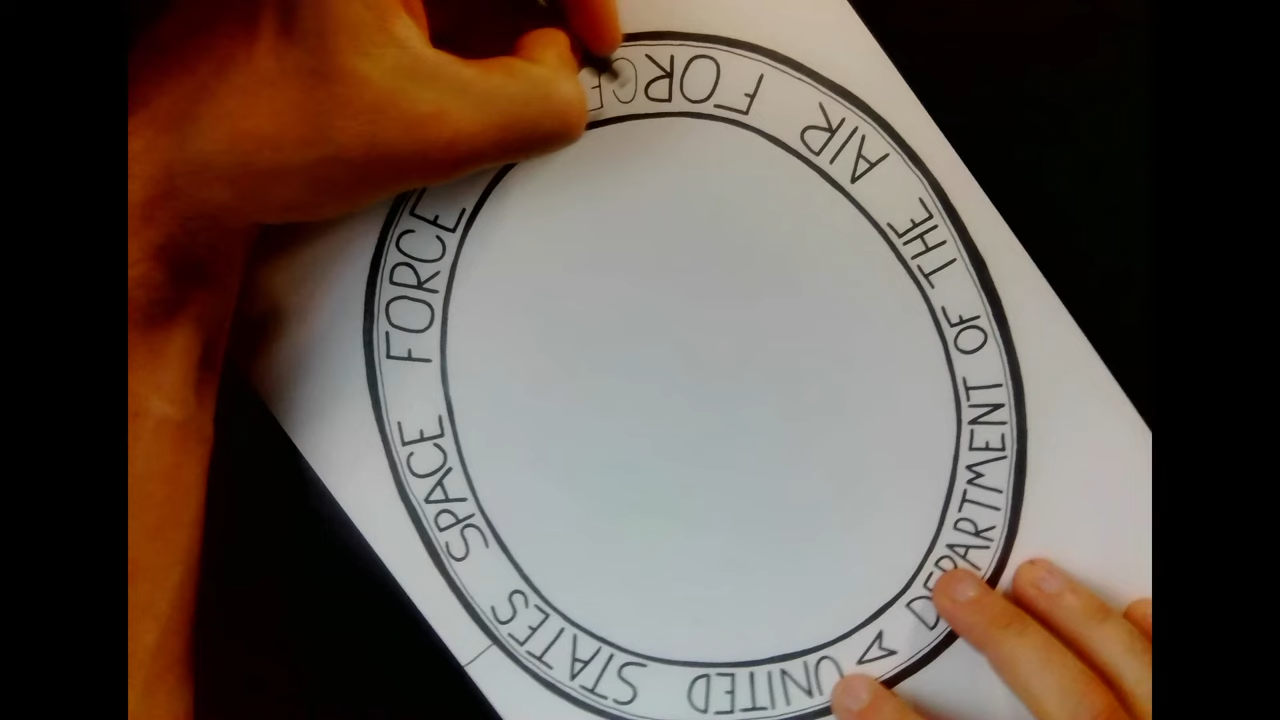 DEPARTMENT OF THE AIR FORCE
UNITED STATES SPACE FORCE